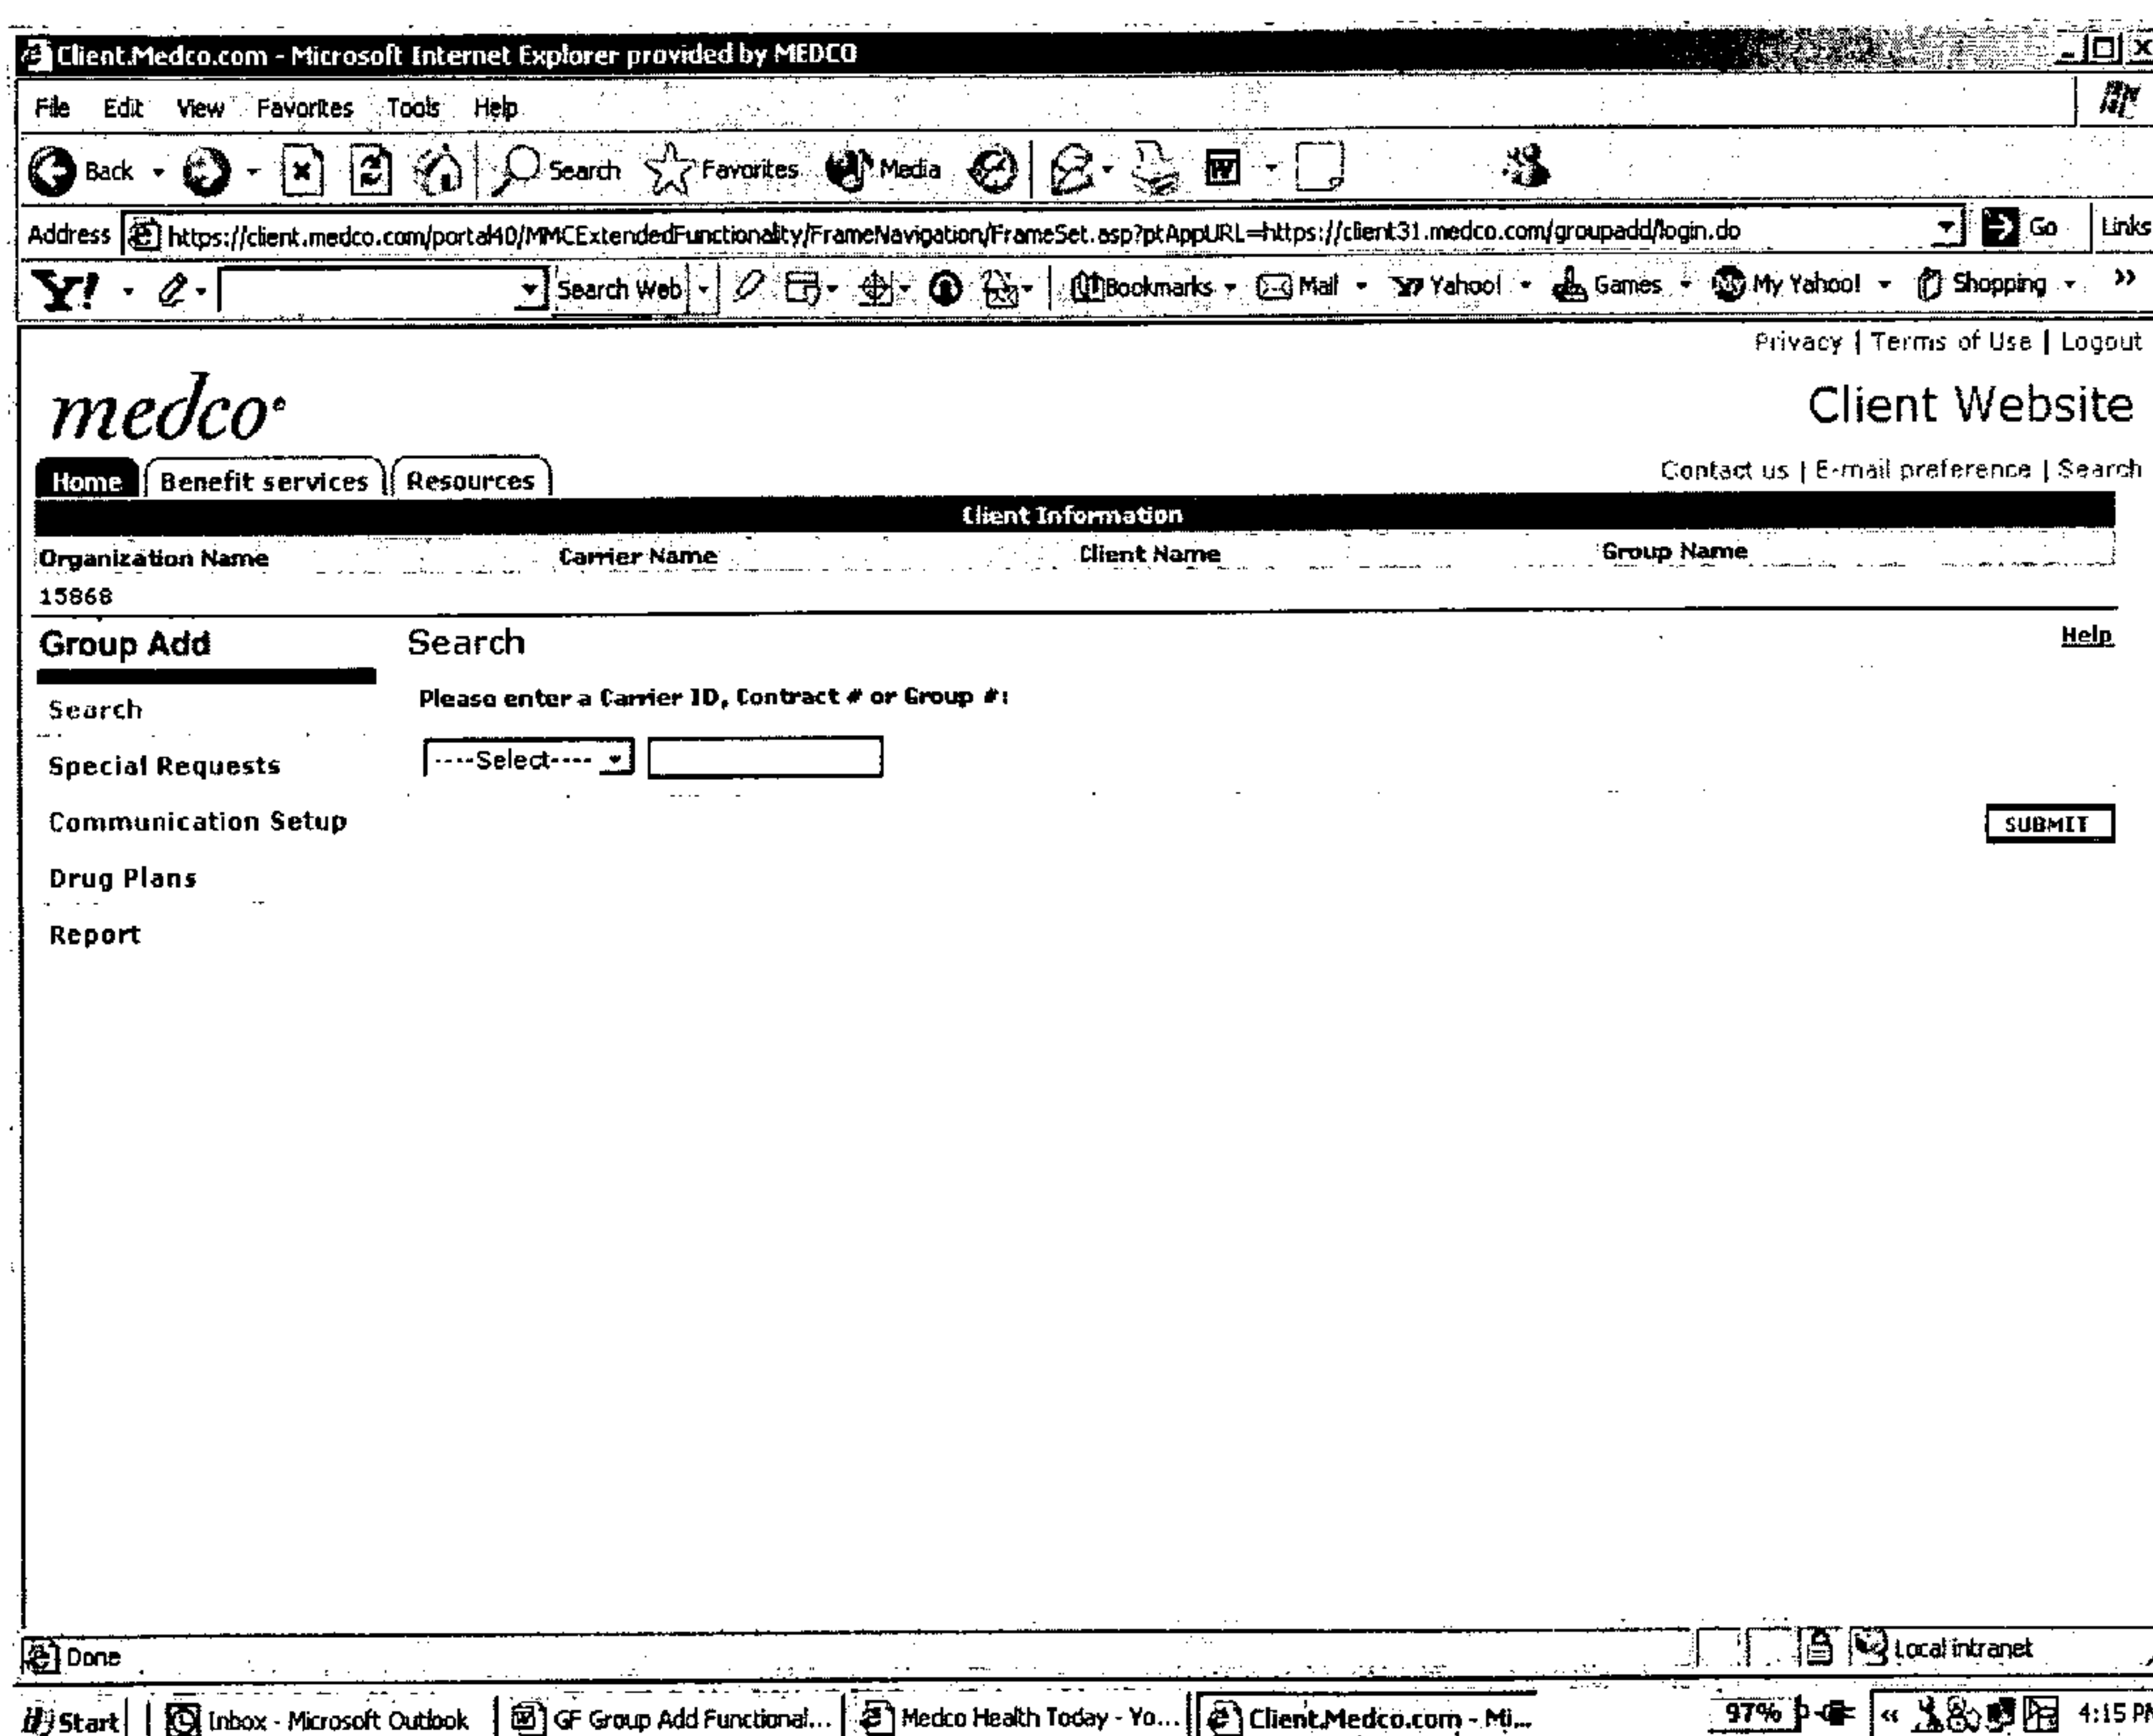 Client.Medco.com - Microsoft Internet Explorer provided by MEDCO
File Edit View Favorites Tools Help
Back Search Favorites Media
Address https://client.medco.com/portal40/MMCExtendedFunctionality/FrameNavigation/FrameSet.asp?ptAppURL=https://client31.medco.com/groupadd/login.do Go Links
Y! Search Web Bookmarks Mail Yahoo! Games My Yahoo! Shopping »
Privacy | Terms of Use | Logout
medco
Client Website
Home Benefit services Resources
Contact us | E-mail preference | Search
Client Information
Organization Name Carrier Name Client Name Group Name
15868
Group Add Search Help
Please enter a Carrier ID, Contract # or Group #:
Search
----Select----
Special Requests
Communication Setup
SUBMIT
Drug Plans
Report
Done Local intranet
Start Inbox - Microsoft Outlook GF Group Add Functional... Medco Health Today - Yo... Client.Medco.com - Mi... 97% « 4:15 P